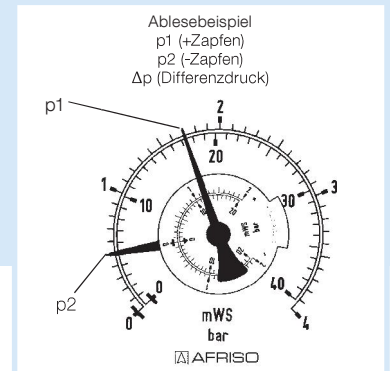 Ablesebeispiel
p1 (+Zapfen)
p2 (-Zapfen)
Δp (Differenzdruck)
p1
2
20
1
10
30
3
p2
0
0
40
4
mWS
bar
AFRISO